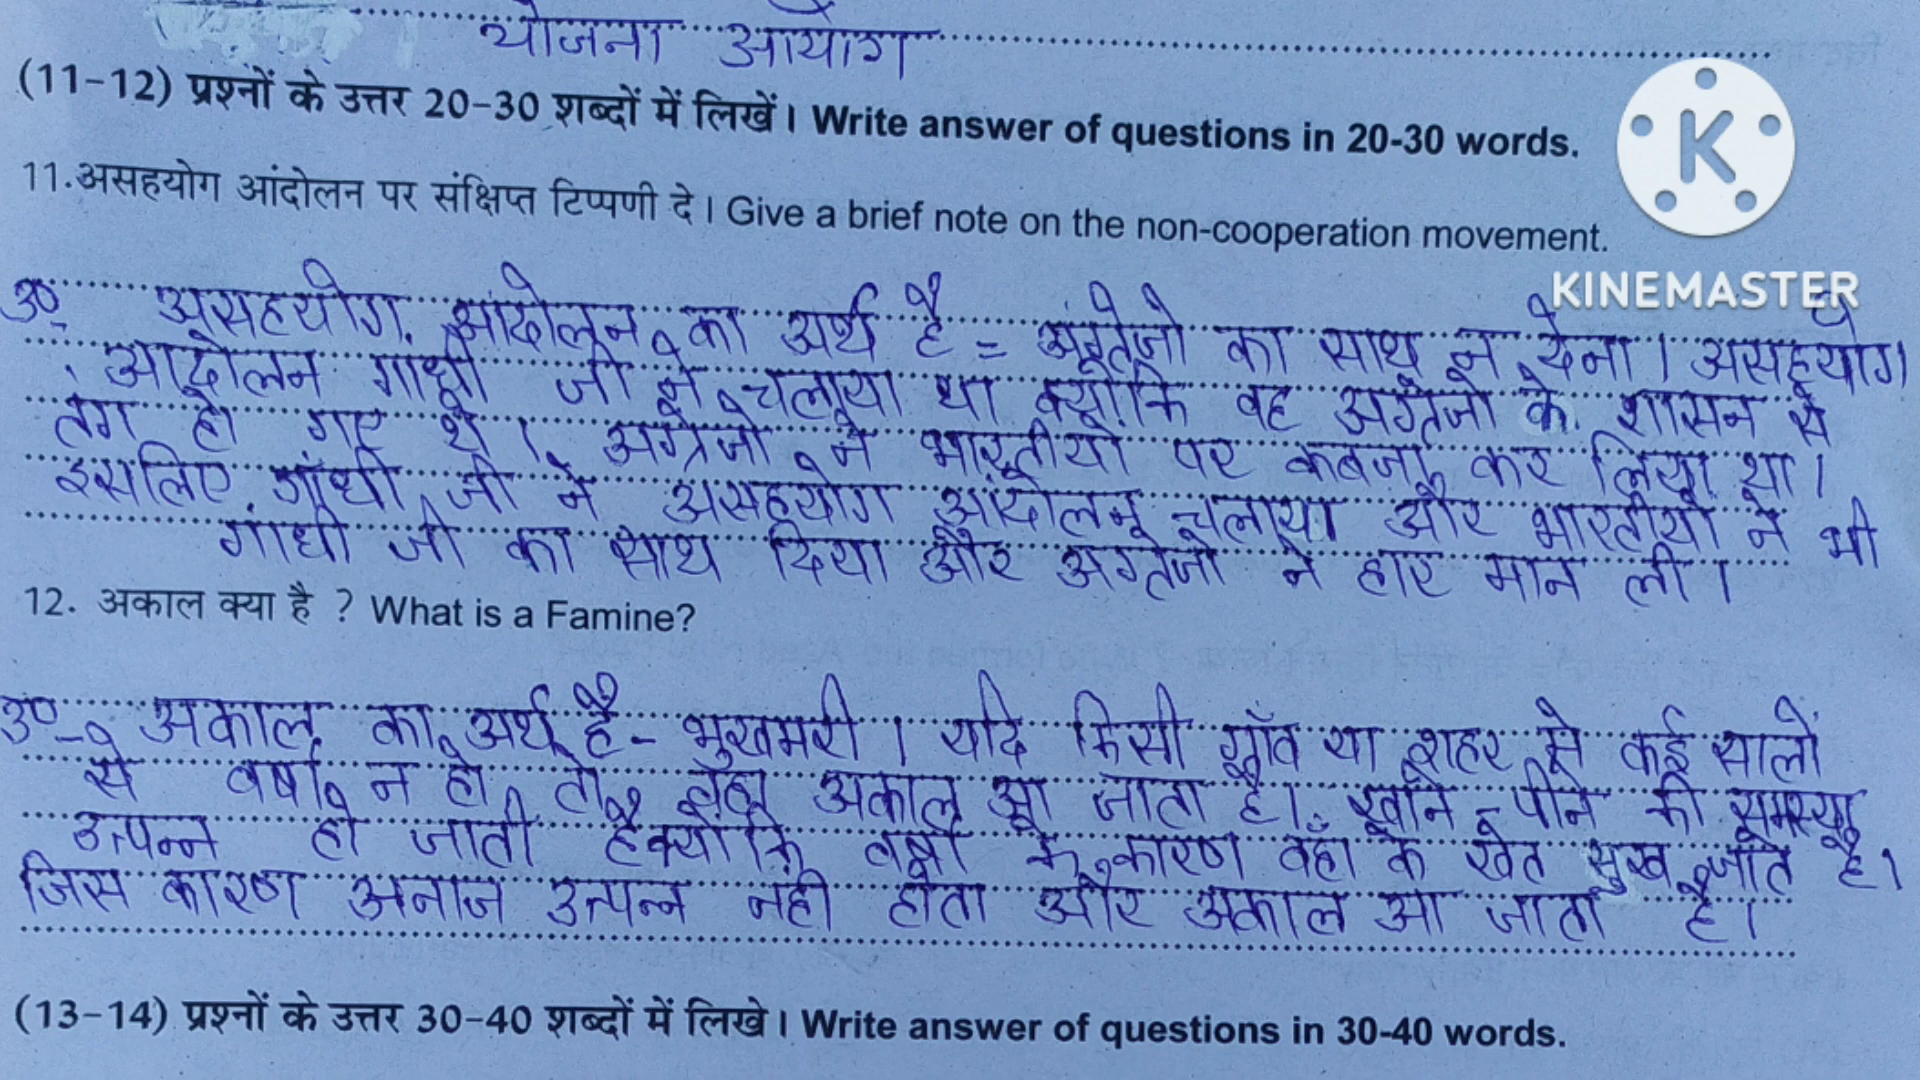 योजना आयोग
(11-12) प्रश्नों के उत्तर 20-30 शब्दों में लिखें। Write answer of questions in 20-30 words.
K
KINEMASTER
11.असहयोग आंदोलन पर संक्षिप्त टिप्पणी दे। Give a brief note on the non-cooperation movement.
उ० असहयोग आंदोलन का अर्थ है = अंग्रेजो का साथ न देना। असहयोग
आंदोलन गांधी जी ने चलाया था क्योंकि वह अंग्रेजो के शासन से
तंग हो गए थे। अंग्रेजो ने भारतीयो पर कबजा कर लिया था।
इसलिए गांधी जी ने असहयोग आंदोलन चलाया और भारतीयो ने भी
गांधी जी का साथ दिया और अंग्रेजो ने हार मान ली।
12. अकाल क्या है ? What is a Famine?
उ०- अकाल का अर्थ है- भुखमरी। यदि किसी गाँव या शहर मे कई सालों
से वर्षा न हो तो वहाँ अकाल आ जाता है। खाने-पीने की समस्या
उत्पन्न हो जाती है क्योंकि वर्षा के कारण वहाँ के खेत सुख जाते है।
जिस कारण अनाज उत्पन्न नही होता और अकाल आ जाता है।
(13-14) प्रश्नों के उत्तर 30-40 शब्दों में लिखे। Write answer of questions in 30-40 words.